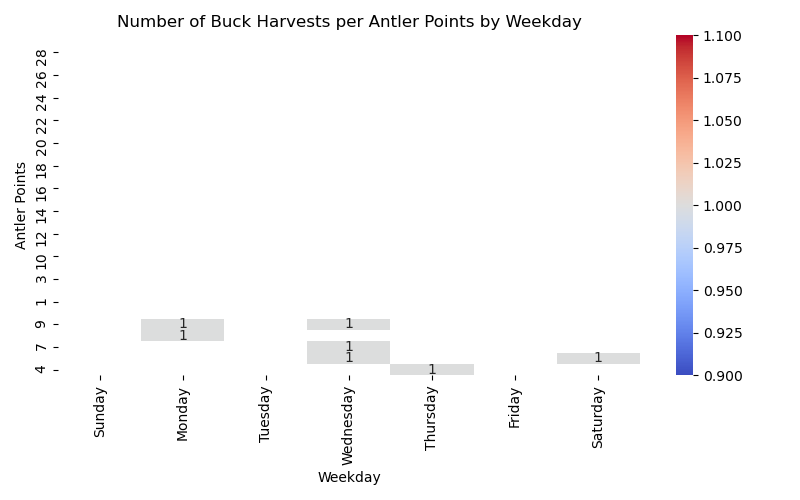 Number of Buck Harvests per Antler Points by Weekday
Antler Points
28
26
24
22
20
18
16
14
12
10
3
1
9
7
4
1 1
1
1
1 1
1
Sunday
Monday
Tuesday
Wednesday
Thursday
Friday
Saturday
Weekday
1.100
1.075
1.050
1.025
1.000
0.975
0.950
0.925
0.900